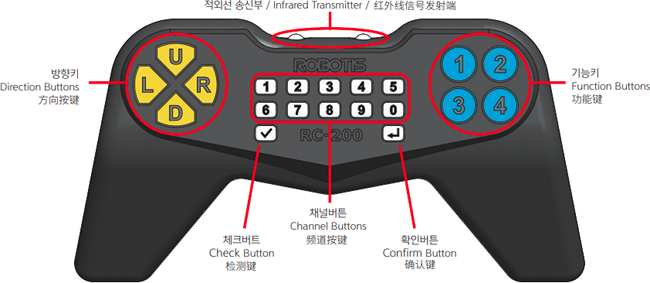 적외선 송신부 / Infrared Transmitter / 红外线信号发射端
방향키
Direction Buttons
方向按键
U
L R
D
ROBOTIS
1 2 3 4 5
6 7 8 9 0
RC-200
1 2
3 4
기능키
Function Buttons
功能键
체크버트
Check Button
检测键
채널버튼
Channel Buttons
频道按键
확인버튼
Confirm Button
确认键